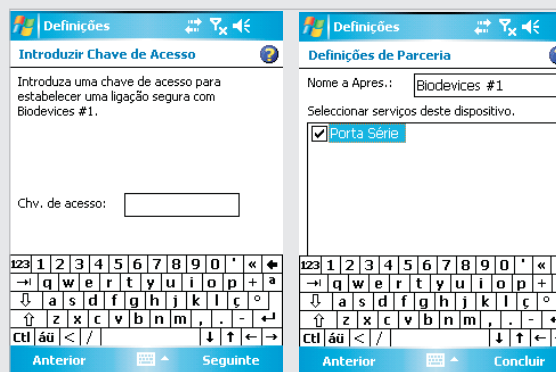 Definições
Introduzir Chave de Acesso
Introduza uma chave de acesso para
estabelecer uma ligação segura com
Biodevices #1.
Chv. de acesso:
123 1 2 3 4 5 6 7 8 9 0 ' «
q w e r t y u i o p + ª
a s d f g h j k l ç º
z x c v b n m , . -
Ctl áü < /
Anterior Seguinte
Definições
Definições de Parceria
Nome a Apres.: Biodevices #1
Seleccionar serviços deste dispositivo.
Porta Série
123 1 2 3 4 5 6 7 8 9 0 ' «
q w e r t y u i o p +
a s d f g h j k l ç º
z x c v b n m , . -
Ctl áü < /
Anterior Concluir